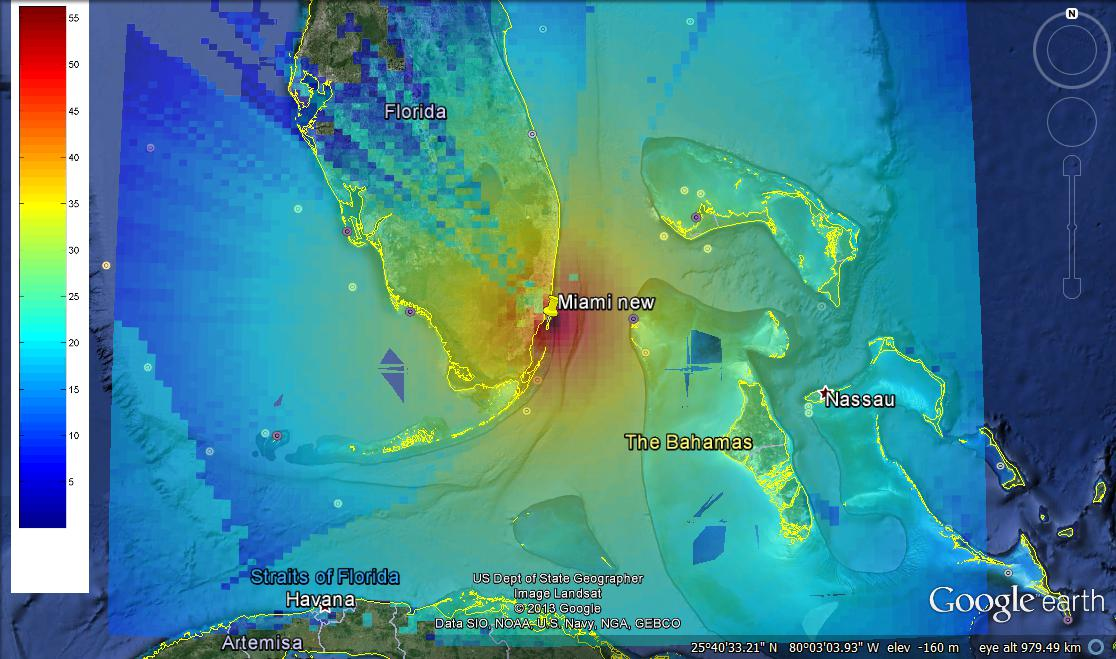 55
50
45
40
35
30
25
20
15
10
5
N
Florida
Miami new
Nassau
The Bahamas
Straits of Florida
Havana
Artemisa
US Dept of State Geographer
Image Landsat
© 2013 Google
Data SIO, NOAA, U.S. Navy, NGA, GEBCO
Google earth
25°40'33.21" N 80°03'03.93" W elev -160 m eye alt 979.49 km